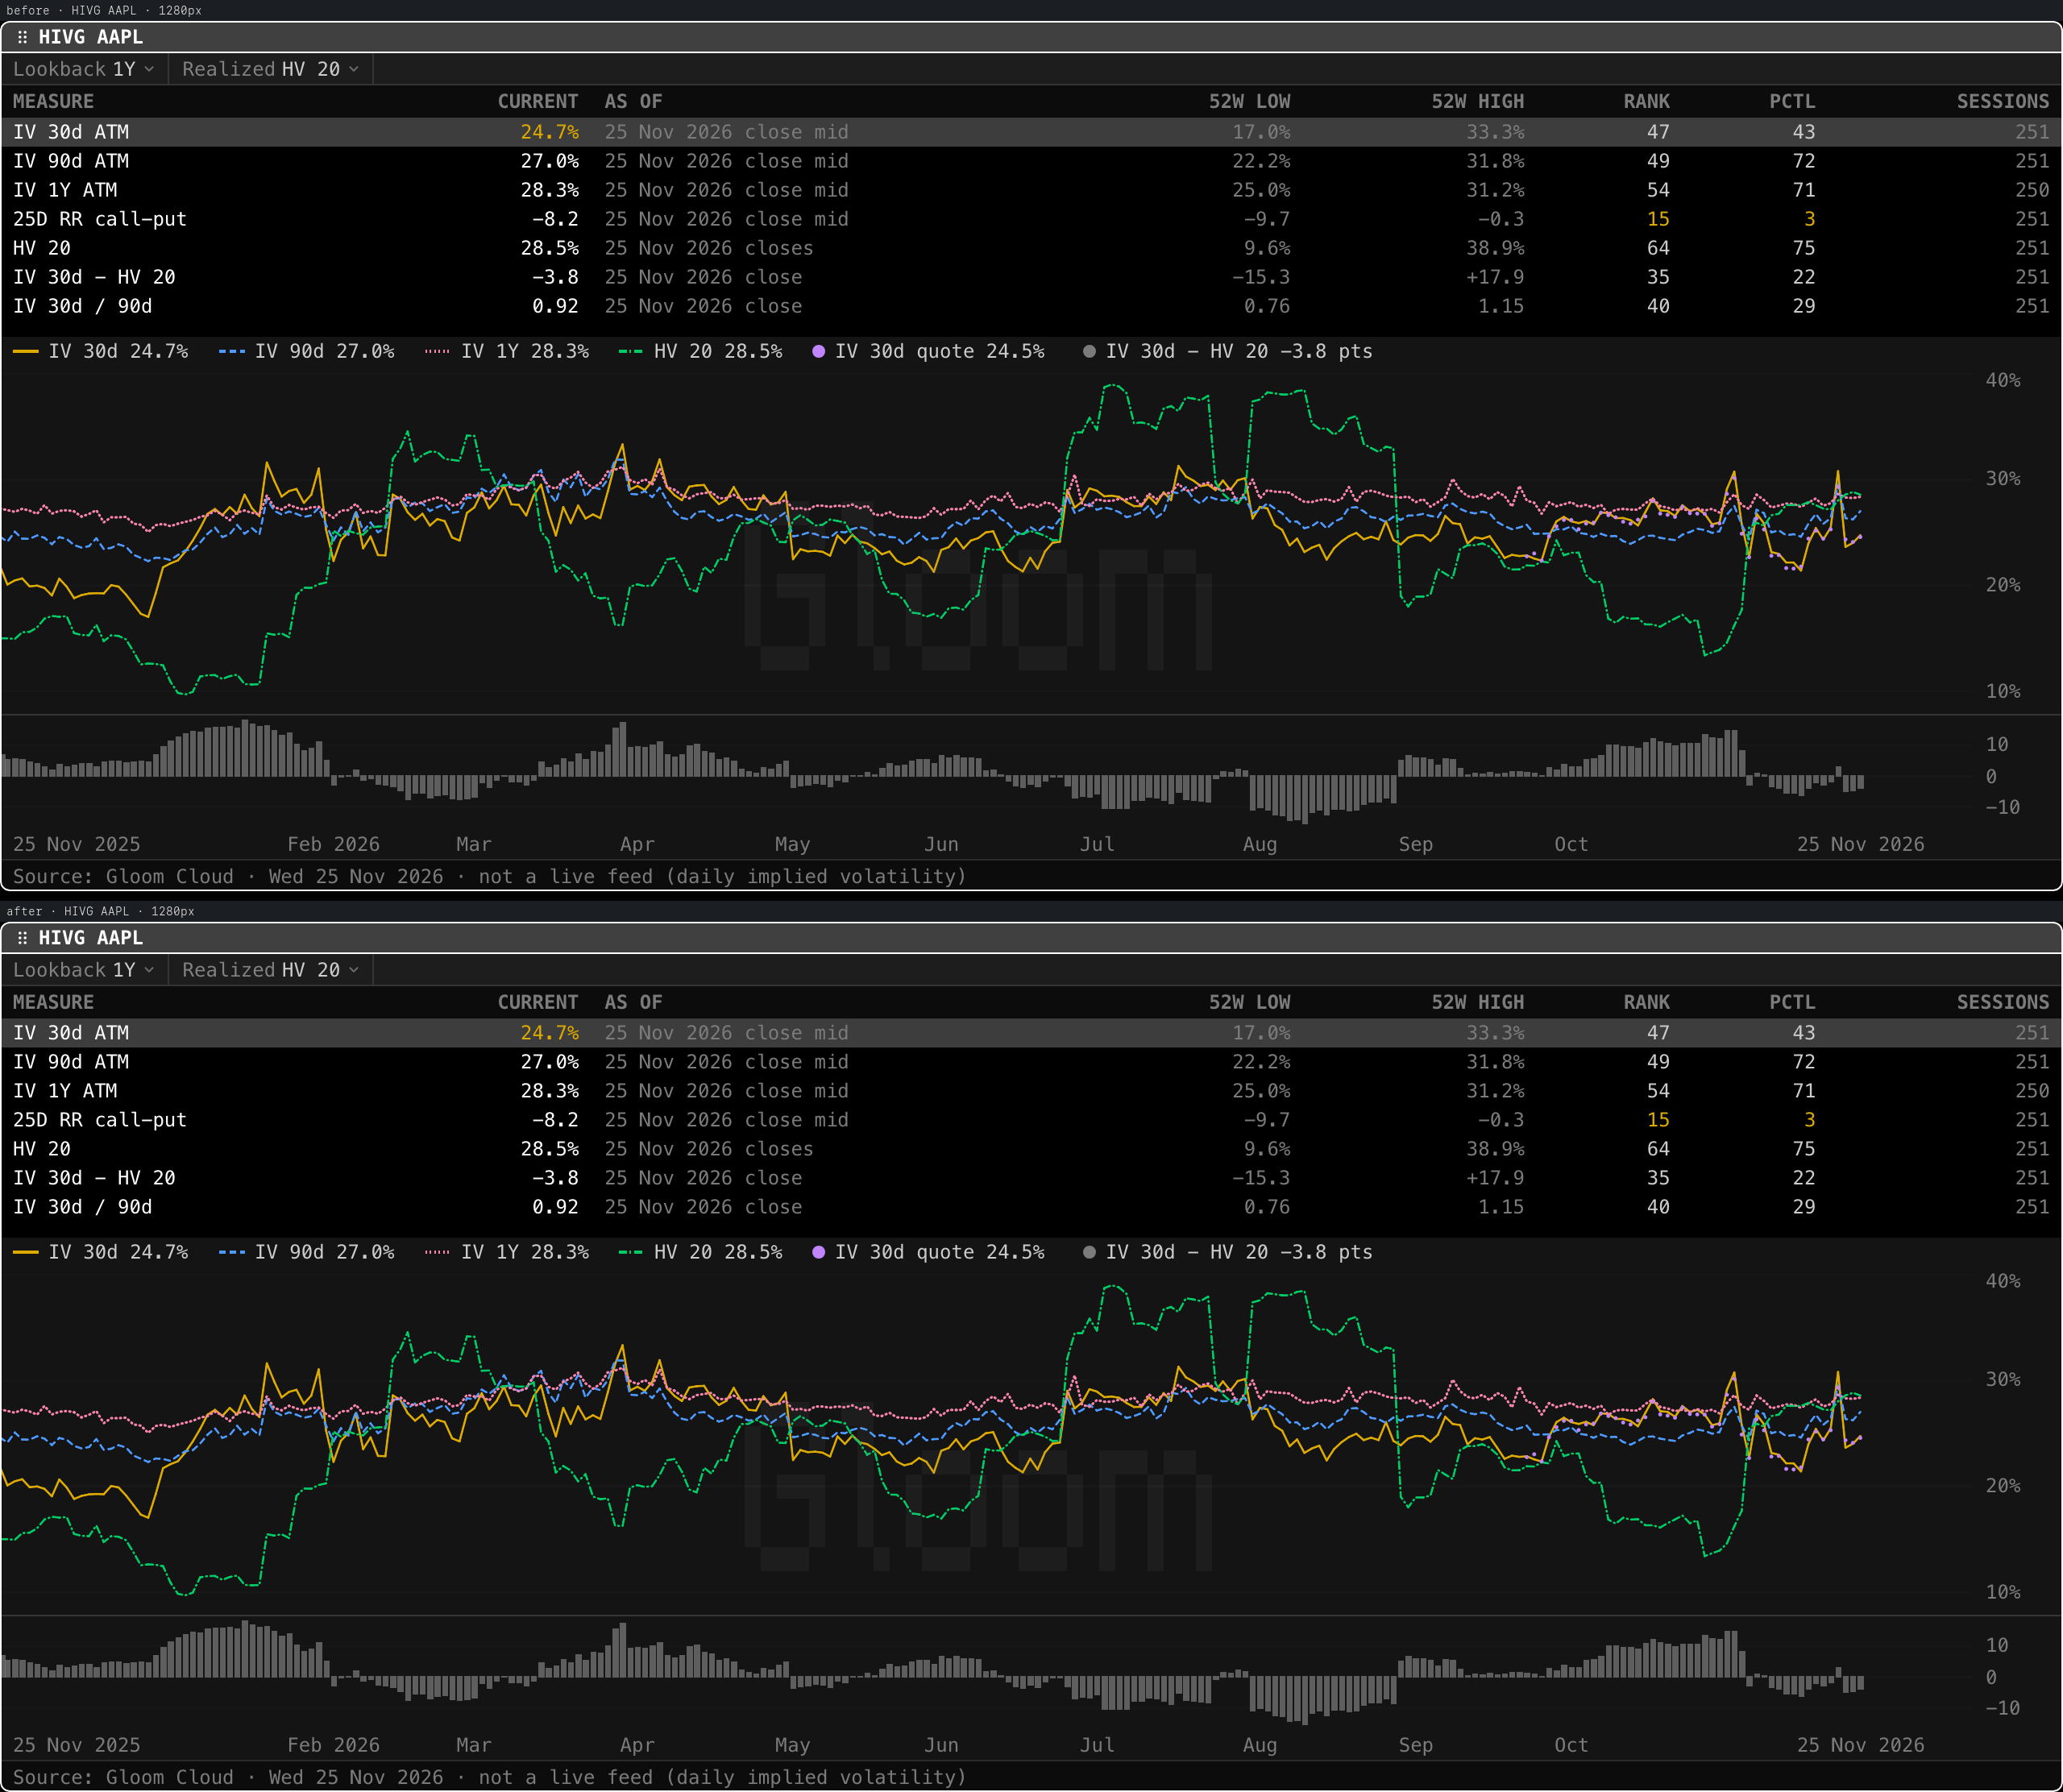 before · HIVG AAPL · 1280px
HIVG AAPL
Lookback 1Y Realized HV 20
MEASURE CURRENT AS OF 52W LOW 52W HIGH RANK PCTL SESSIONS
IV 30d ATM 24.7% 25 Nov 2026 close mid 17.0% 33.3% 47 43 251
IV 90d ATM 27.0% 25 Nov 2026 close mid 22.2% 31.8% 49 72 251
IV 1Y ATM 28.3% 25 Nov 2026 close mid 25.0% 31.2% 54 71 250
25D RR call−put −8.2 25 Nov 2026 close mid −9.7 −0.3 15 3 251
HV 20 28.5% 25 Nov 2026 closes 9.6% 38.9% 64 75 251
IV 30d − HV 20 −3.8 25 Nov 2026 close −15.3 +17.9 35 22 251
IV 30d / 90d 0.92 25 Nov 2026 close 0.76 1.15 40 29 251
IV 30d 24.7% IV 90d 27.0% IV 1Y 28.3% HV 20 28.5% IV 30d quote 24.5% IV 30d − HV 20 −3.8 pts
40%
30%
20%
10%
gloom
10
0
−10
25 Nov 2025 Feb 2026 Mar Apr May Jun Jul Aug Sep Oct 25 Nov 2026
Source: Gloom Cloud · Wed 25 Nov 2026 · not a live feed (daily implied volatility)
after · HIVG AAPL · 1280px
HIVG AAPL
Lookback 1Y Realized HV 20
MEASURE CURRENT AS OF 52W LOW 52W HIGH RANK PCTL SESSIONS
IV 30d ATM 24.7% 25 Nov 2026 close mid 17.0% 33.3% 47 43 251
IV 90d ATM 27.0% 25 Nov 2026 close mid 22.2% 31.8% 49 72 251
IV 1Y ATM 28.3% 25 Nov 2026 close mid 25.0% 31.2% 54 71 250
25D RR call−put −8.2 25 Nov 2026 close mid −9.7 −0.3 15 3 251
HV 20 28.5% 25 Nov 2026 closes 9.6% 38.9% 64 75 251
IV 30d − HV 20 −3.8 25 Nov 2026 close −15.3 +17.9 35 22 251
IV 30d / 90d 0.92 25 Nov 2026 close 0.76 1.15 40 29 251
IV 30d 24.7% IV 90d 27.0% IV 1Y 28.3% HV 20 28.5% IV 30d quote 24.5% IV 30d − HV 20 −3.8 pts
40%
30%
20%
10%
gloom
10
0
−10
25 Nov 2025 Feb 2026 Mar Apr May Jun Jul Aug Sep Oct 25 Nov 2026
Source: Gloom Cloud · Wed 25 Nov 2026 · not a live feed (daily implied volatility)